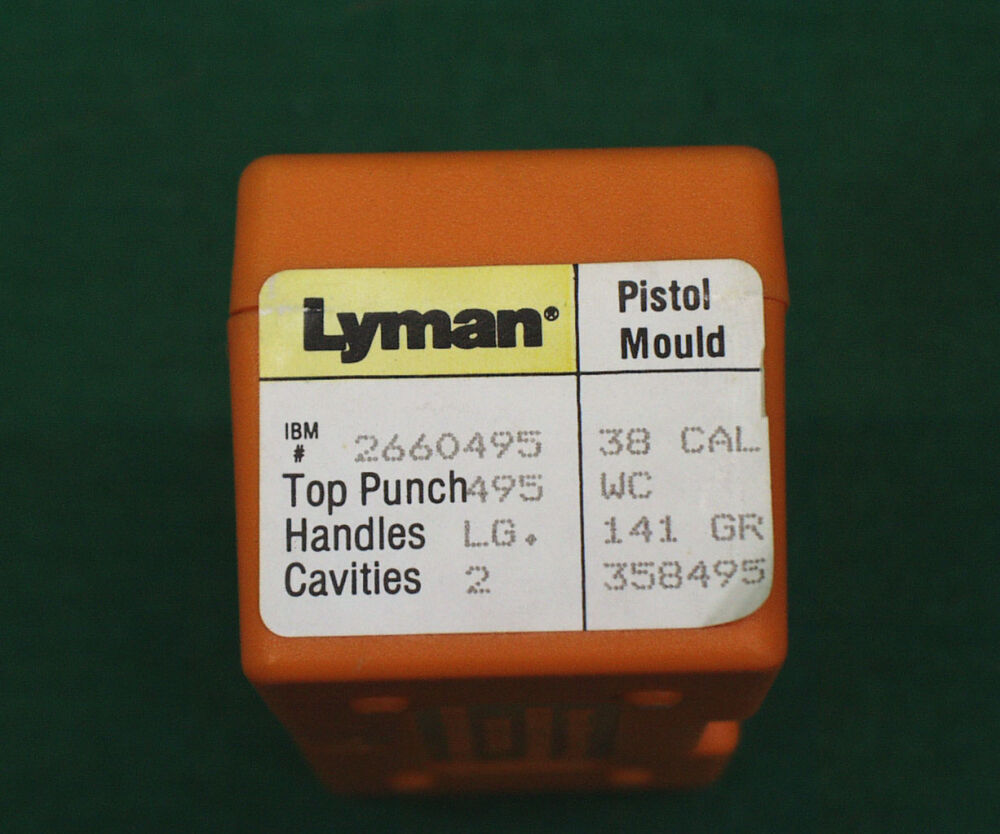 Lyman®
Pistol
Mould
IBM
# 2660495
Top Punch 495
Handles LG.
Cavities 2
38 CAL
WC
141 GR
358495